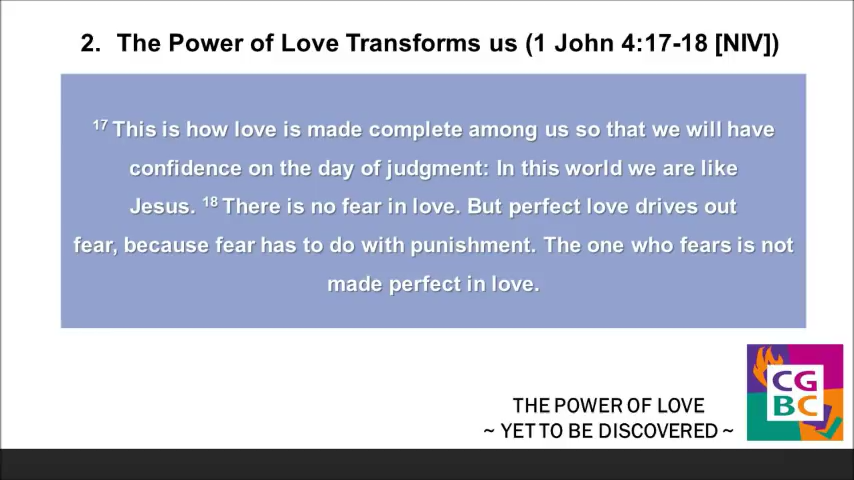 2. The Power of Love Transforms us (1 John 4:17-18 [NIV])
17 This is how love is made complete among us so that we will have
confidence on the day of judgment: In this world we are like
Jesus. 18 There is no fear in love. But perfect love drives out
fear, because fear has to do with punishment. The one who fears is not
made perfect in love.
THE POWER OF LOVE
~ YET TO BE DISCOVERED ~
CG
BC